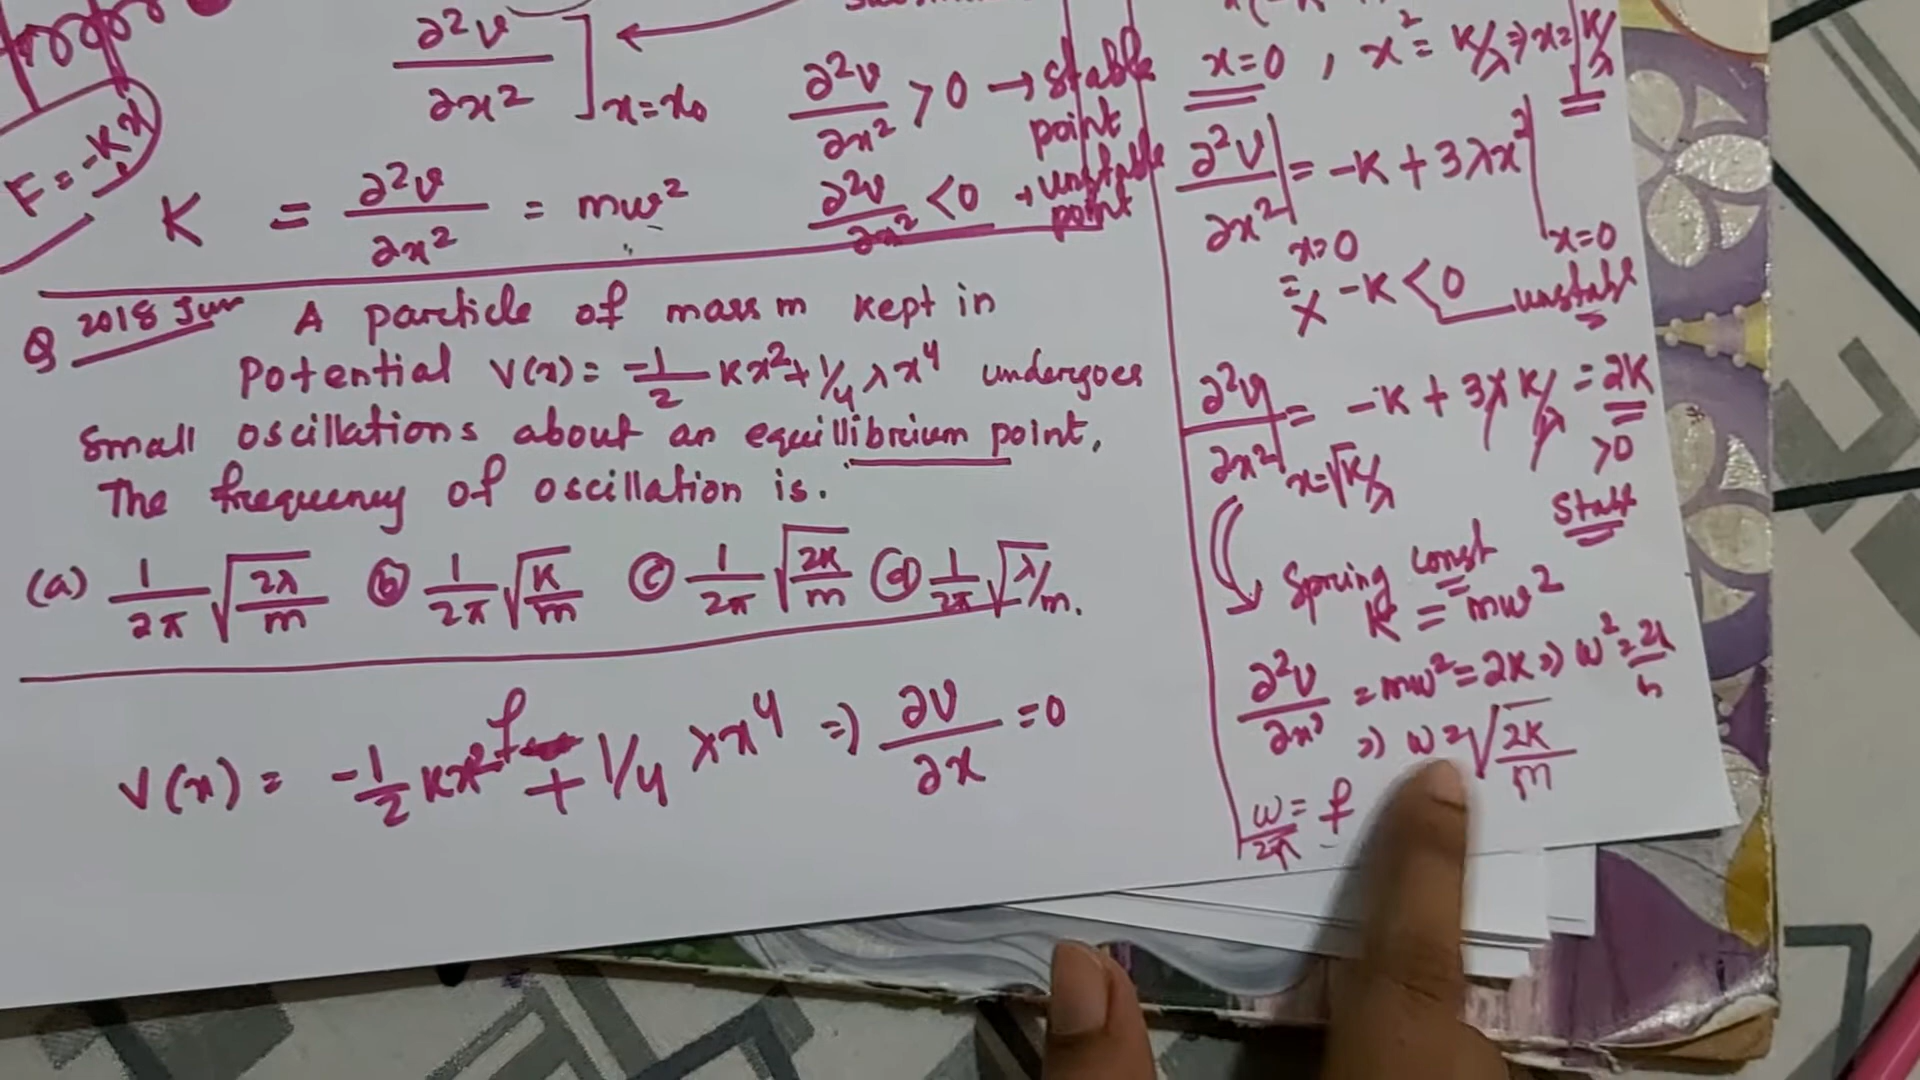 ∂²v/∂x²]x=x₀
∂²v/∂x² > 0 → stable point
F = -kx
K = ∂²v/∂x² = mω²
∂²v/∂x² < 0 → unstable point
Q 2018 Jun A particle of mass m kept in
potential V(x) = -1/2 kx² + 1/4 λx⁴ undergoes
small oscillations about an equillibrium point.
The frequency of oscillation is.
(a) 1/2π √(2λ/m) (b) 1/2π √(K/m) (c) 1/2π √(2K/m) (d) 1/2π √(λ/m).
V(x) = -1/2 kx² + 1/4 λx⁴ ⇒ ∂V/∂x = 0
x=0, x² = K/λ ⇒ x = √K/λ
∂²V/∂x²|x=0 = -K + 3λx²|x=0
= -K < 0 unstable
∂²v/∂x²|x=√K/λ = -K + 3λ K/λ = 2K
>0
Stable
Spring const
K = mω²
∂²v/∂x² = mω² = 2K ⇒ ω² = 2k/m
⇒ ω = √(2K/m)
ω/2π = f